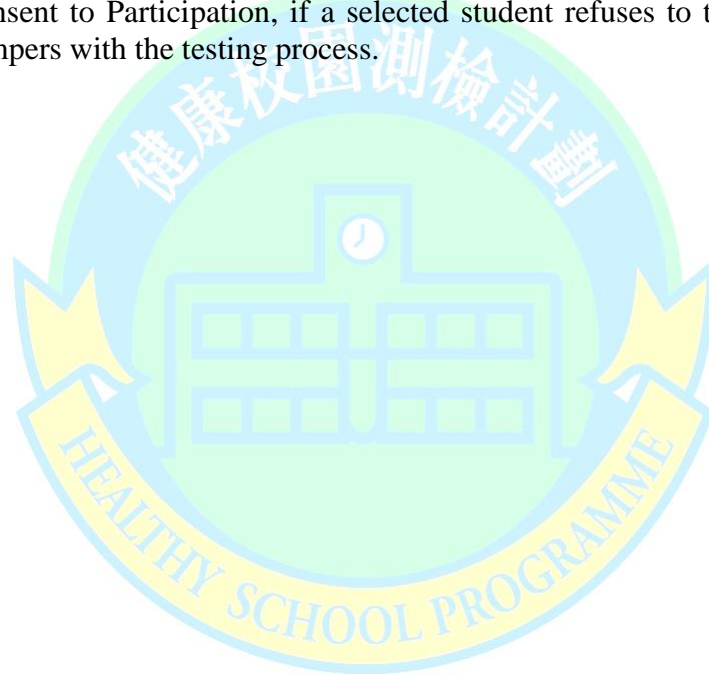 nsent to Participation, if a selected student refuses to t
npers with the testing process.
健康校園測檢計劃
HEALTHY SCHOOL PROGRAMME